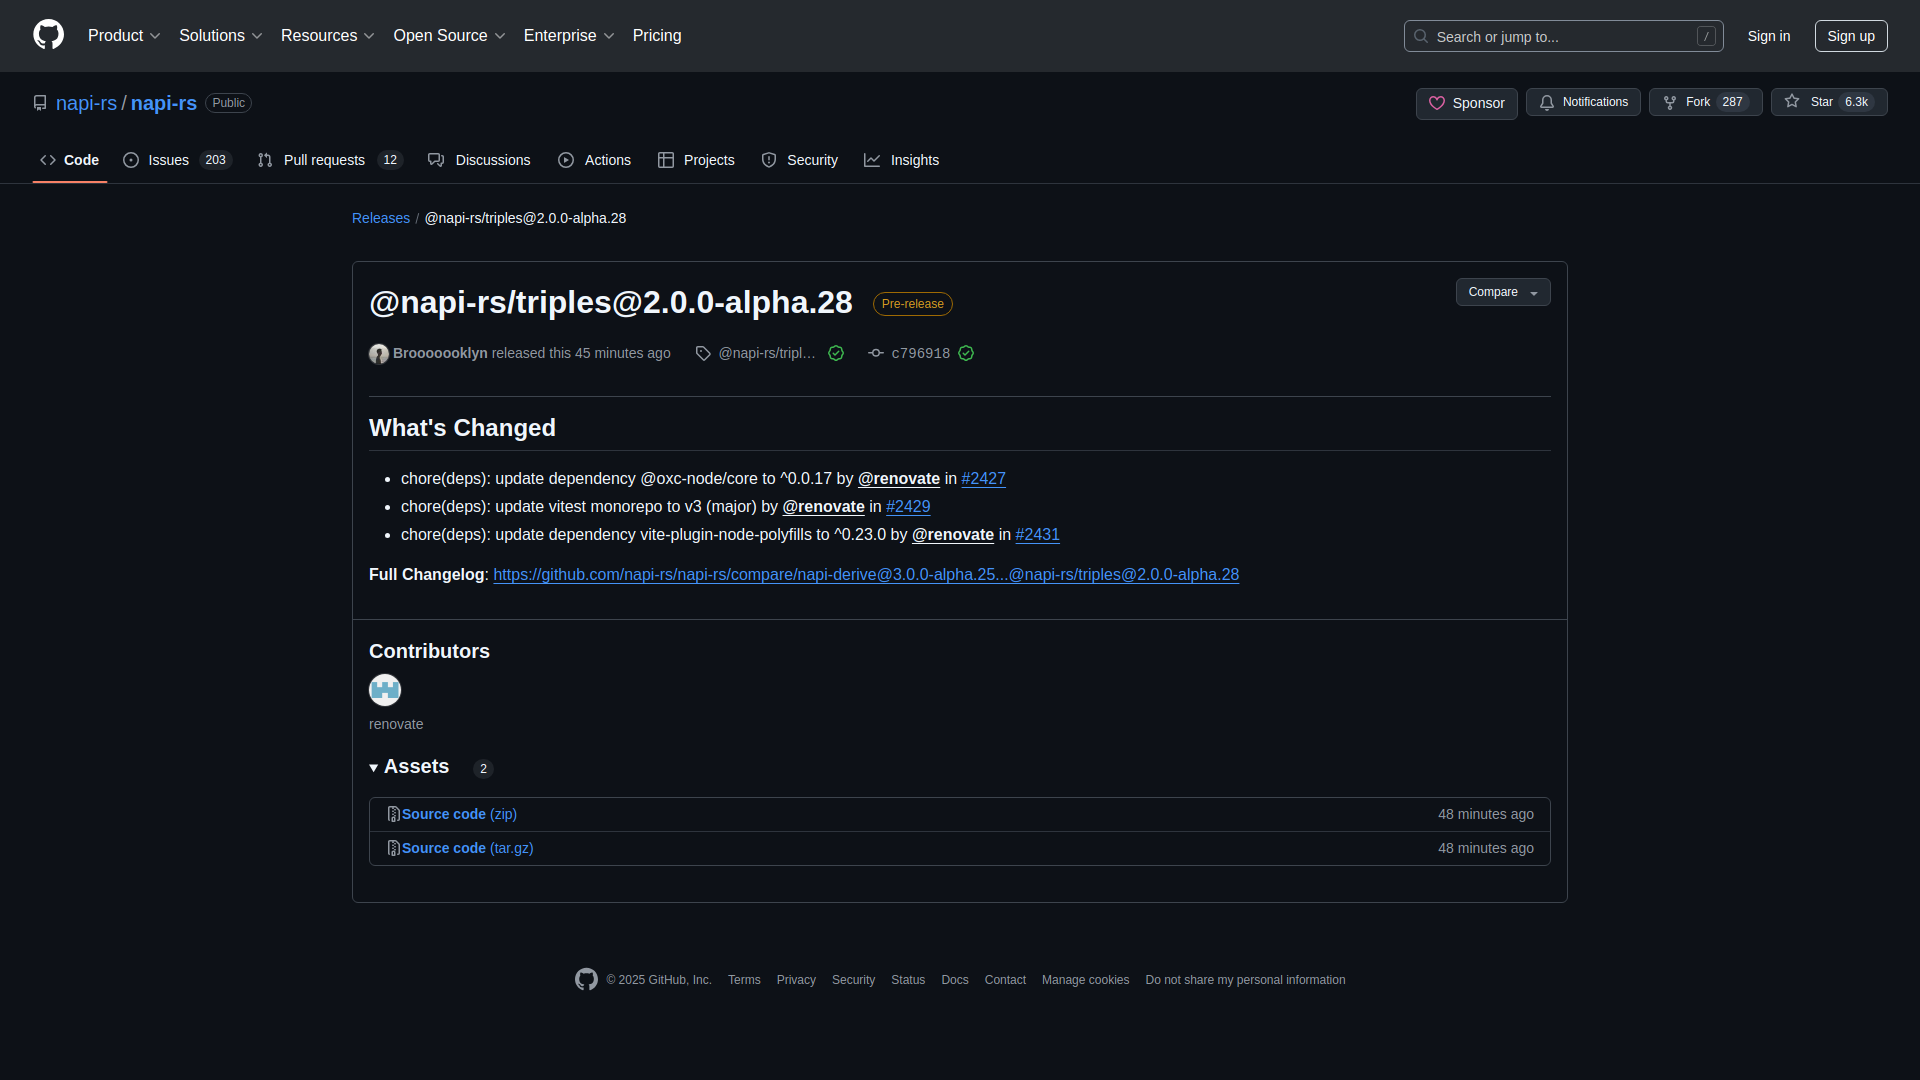 Product Solutions Resources Open Source Enterprise Pricing Search or jump to... / Sign in Sign up
napi-rs / napi-rs Public Sponsor Notifications Fork 287 Star 6.3k
Code Issues 203 Pull requests 12 Discussions Actions Projects Security Insights
Releases / @napi-rs/triples@2.0.0-alpha.28
@napi-rs/triples@2.0.0-alpha.28 Pre-release Compare
Brooooooklyn released this 45 minutes ago @napi-rs/tripl… c796918
What's Changed
• chore(deps): update dependency @oxc-node/core to ^0.0.17 by @renovate in #2427
• chore(deps): update vitest monorepo to v3 (major) by @renovate in #2429
• chore(deps): update dependency vite-plugin-node-polyfills to ^0.23.0 by @renovate in #2431
Full Changelog: https://github.com/napi-rs/napi-rs/compare/napi-derive@3.0.0-alpha.25...@napi-rs/triples@2.0.0-alpha.28
Contributors
renovate
Assets 2
Source code (zip) 48 minutes ago
Source code (tar.gz) 48 minutes ago
© 2025 GitHub, Inc. Terms Privacy Security Status Docs Contact Manage cookies Do not share my personal information